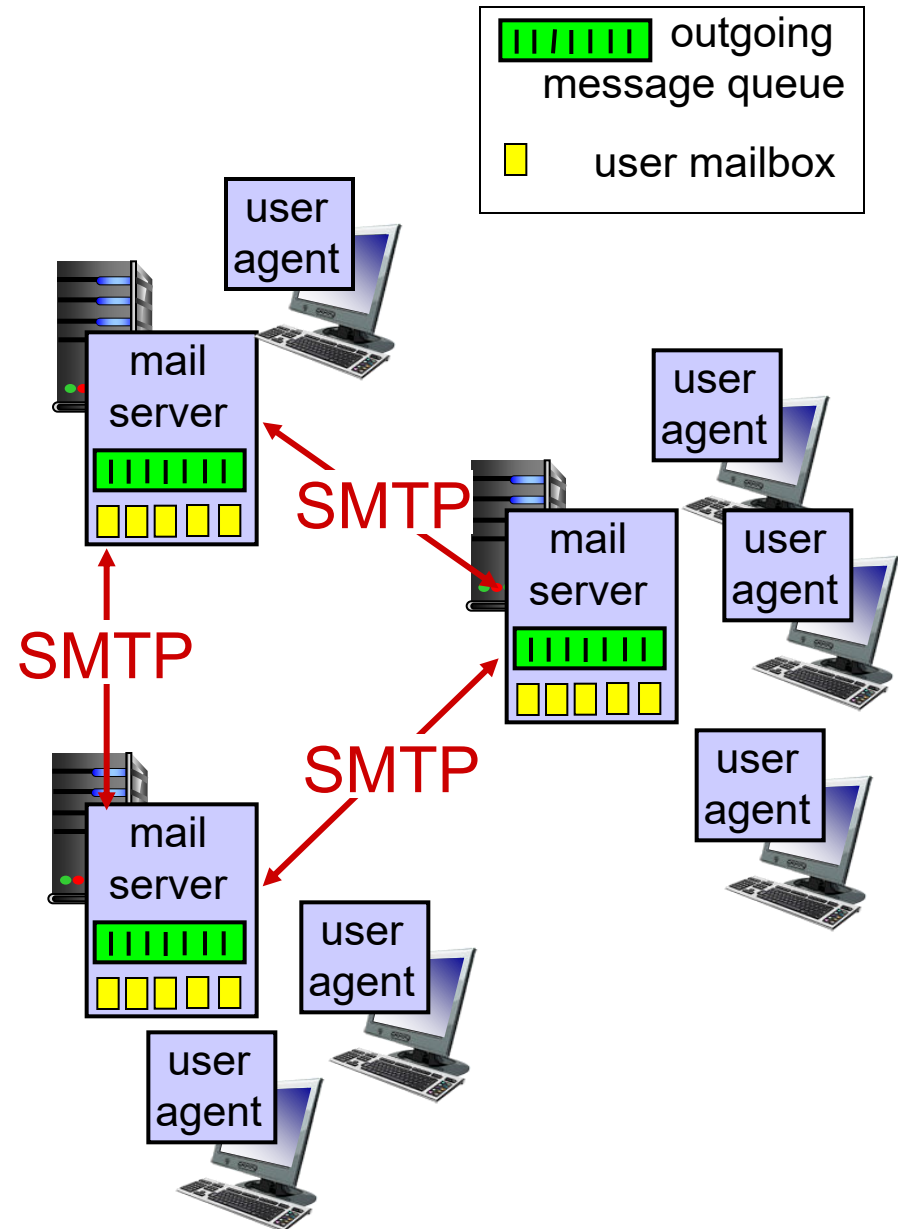 outgoing
message queue
user mailbox
user
agent
mail
server
user
agent
SMTP
mail
server
user
agent
SMTP
user
agent
SMTP
mail
server
user
agent
user
agent